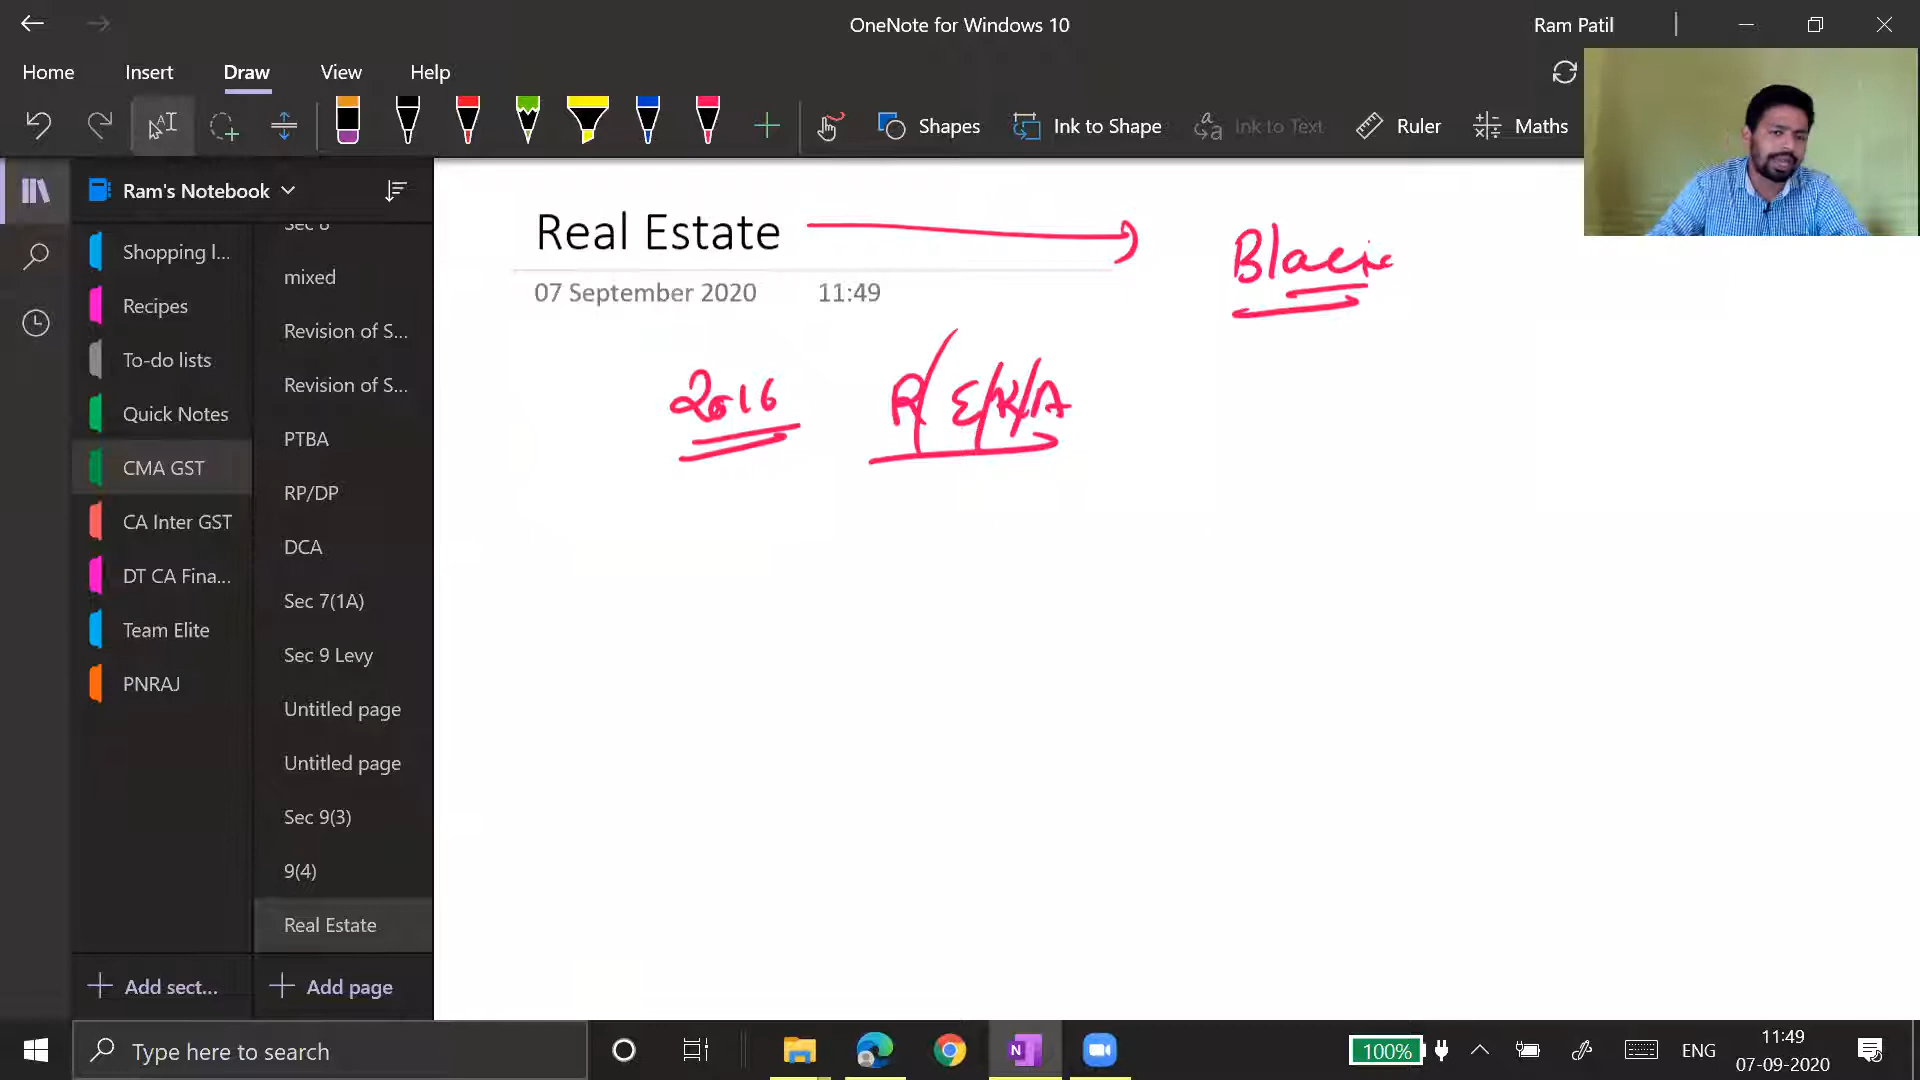 OneNote for Windows 10
Ram Patil
Home Insert Draw View Help
Shapes Ink to Shape Ink to Text Ruler Maths
Ram's Notebook
Shopping l...
Recipes
To-do lists
Quick Notes
CMA GST
CA Inter GST
DT CA Fina...
Team Elite
PNRAJ
Add sect...
Sec 8
mixed
Revision of S...
Revision of S...
PTBA
RP/DP
DCA
Sec 7(1A)
Sec 9 Levy
Untitled page
Untitled page
Sec 9(3)
9(4)
Real Estate
Add page
Real Estate
07 September 2020 11:49
2016 R/E/R/A
Type here to search
100%
ENG
11:49
07-09-2020